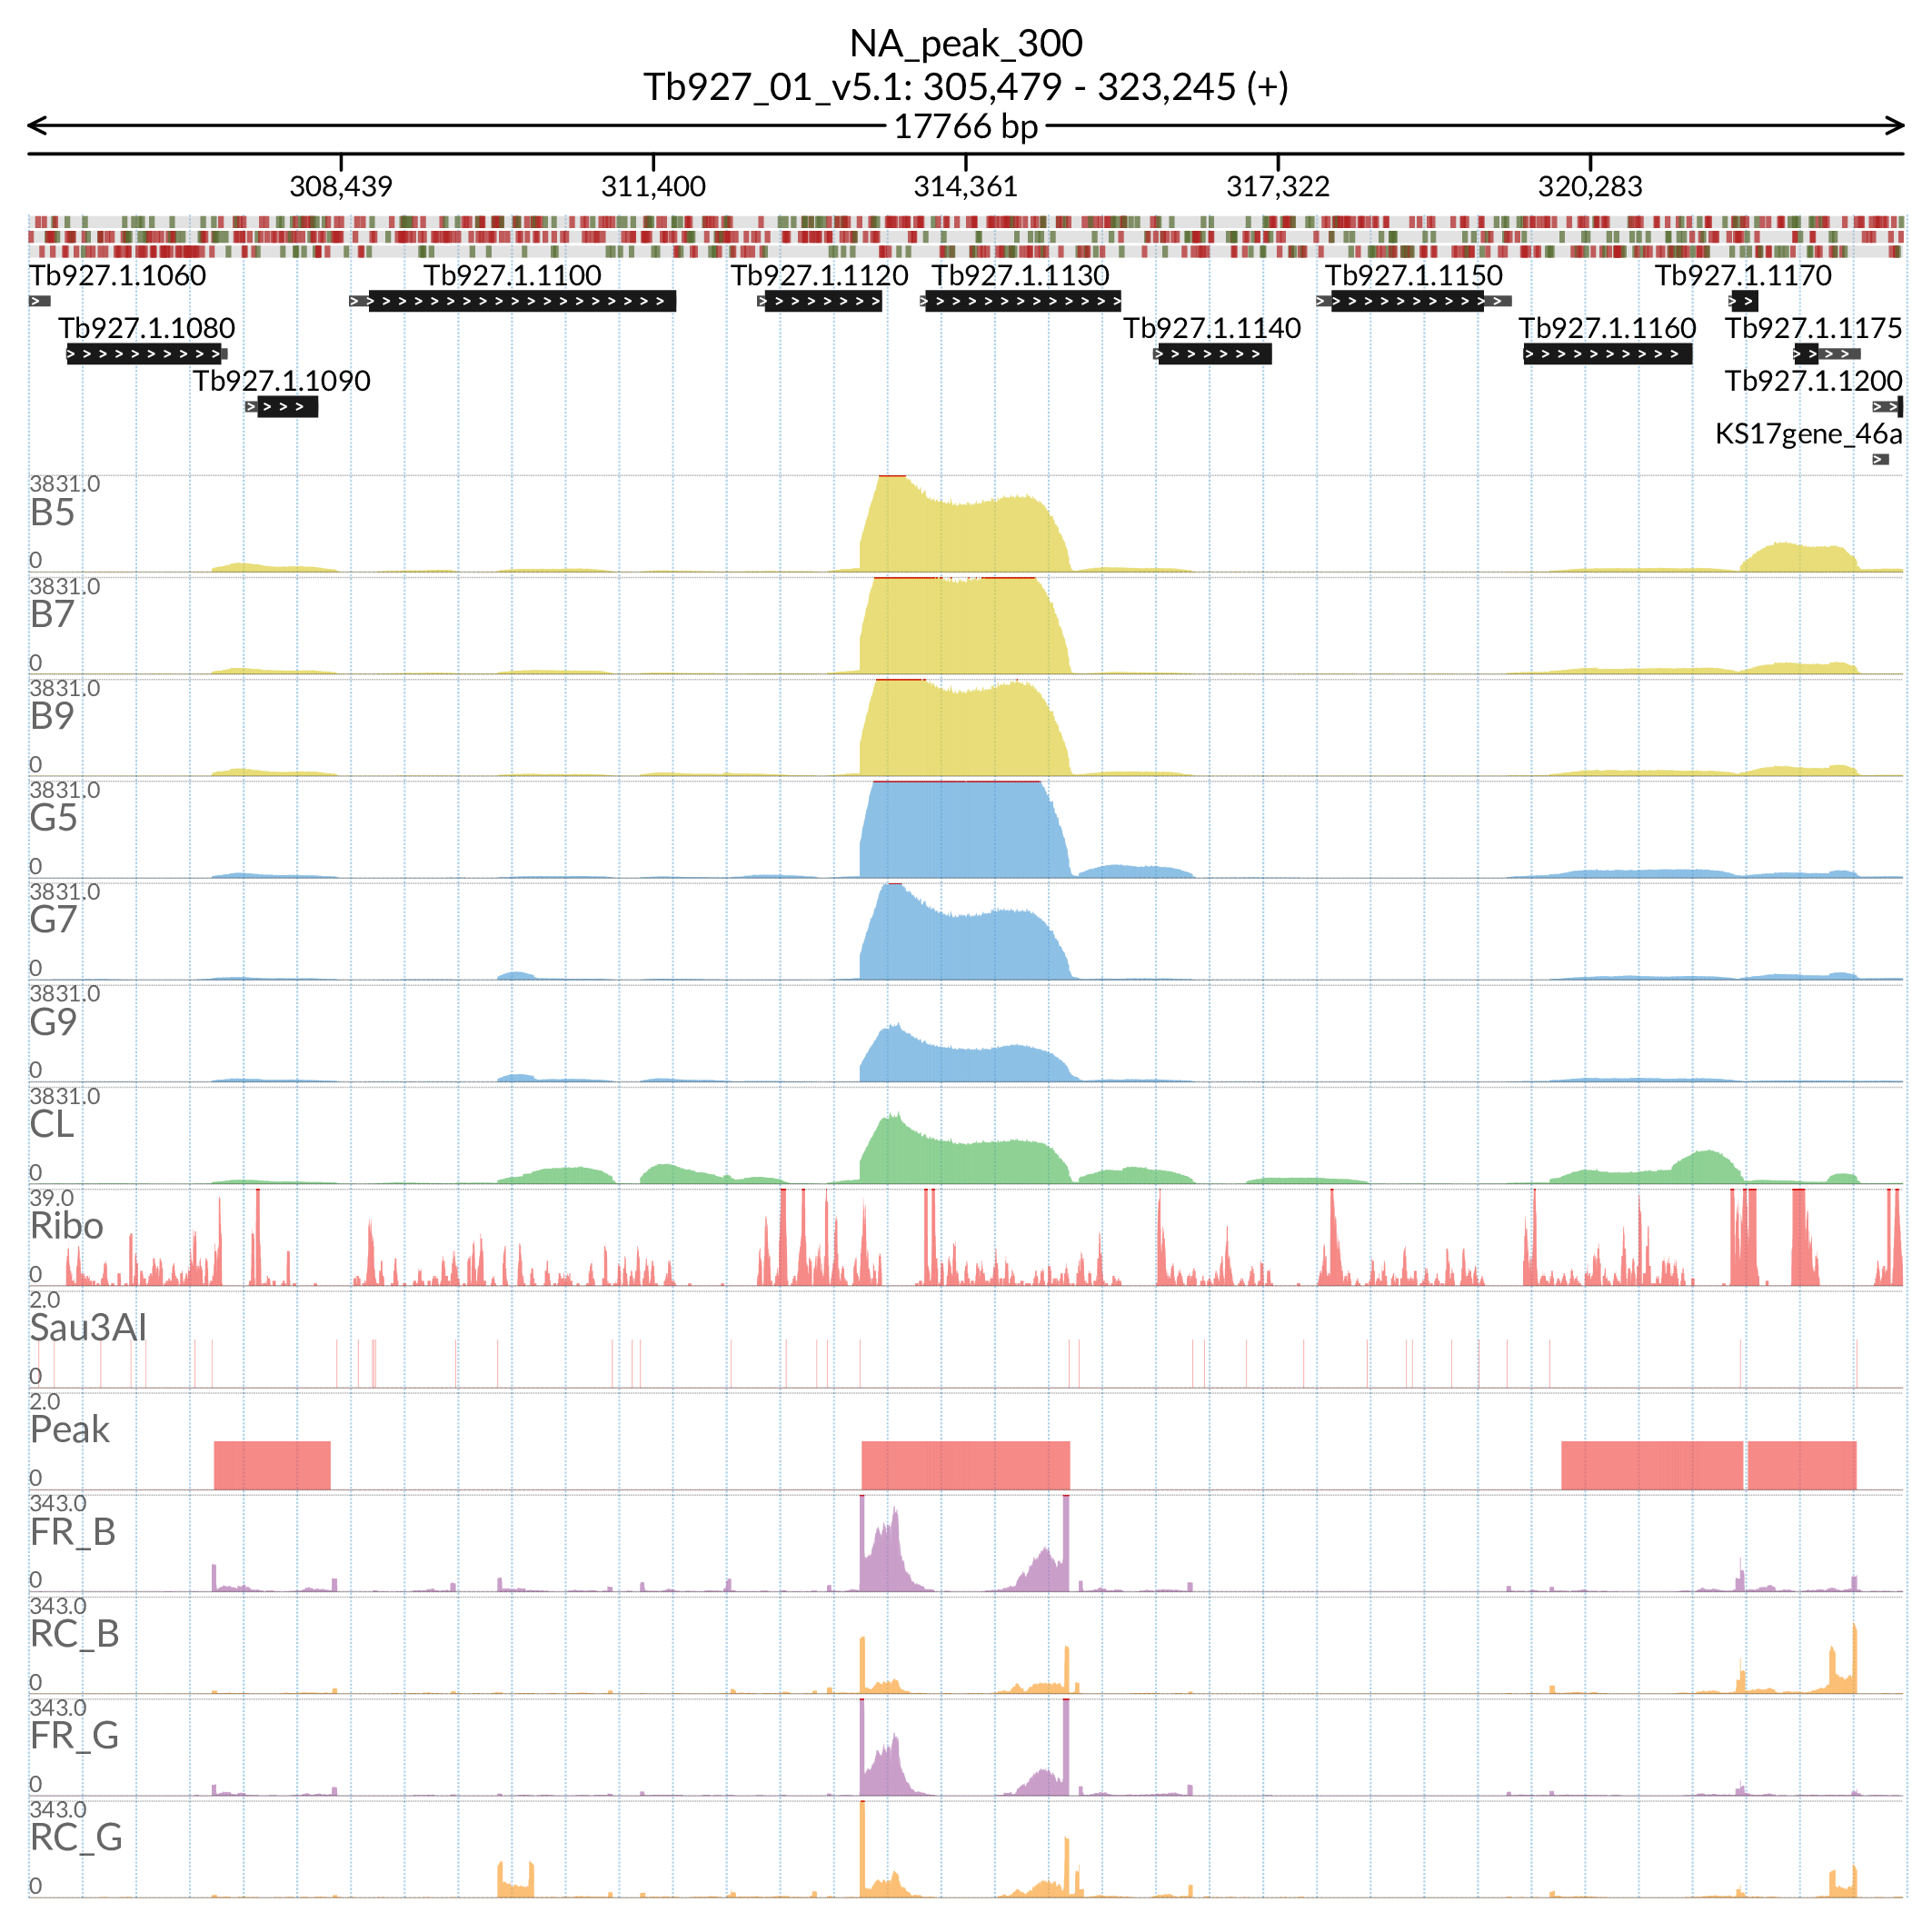 NA_peak_300
Tb927_01_v5.1: 305,479 - 323,245 (+)
17766 bp
308,439 311,400 314,361 317,322 320,283
Tb927.1.1060 Tb927.1.1100 Tb927.1.1120 Tb927.1.1130 Tb927.1.1150 Tb927.1.1170
Tb927.1.1080 Tb927.1.1140 Tb927.1.1160 Tb927.1.1175
Tb927.1.1090 Tb927.1.1200
KS17gene_46a
3831.0
B5
0
3831.0
B7
0
3831.0
B9
0
3831.0
G5
0
3831.0
G7
0
3831.0
G9
0
3831.0
CL
0
39.0
Ribo
0
2.0
Sau3AI
0
2.0
Peak
0
343.0
FR_B
0
343.0
RC_B
0
343.0
FR_G
0
343.0
RC_G
0